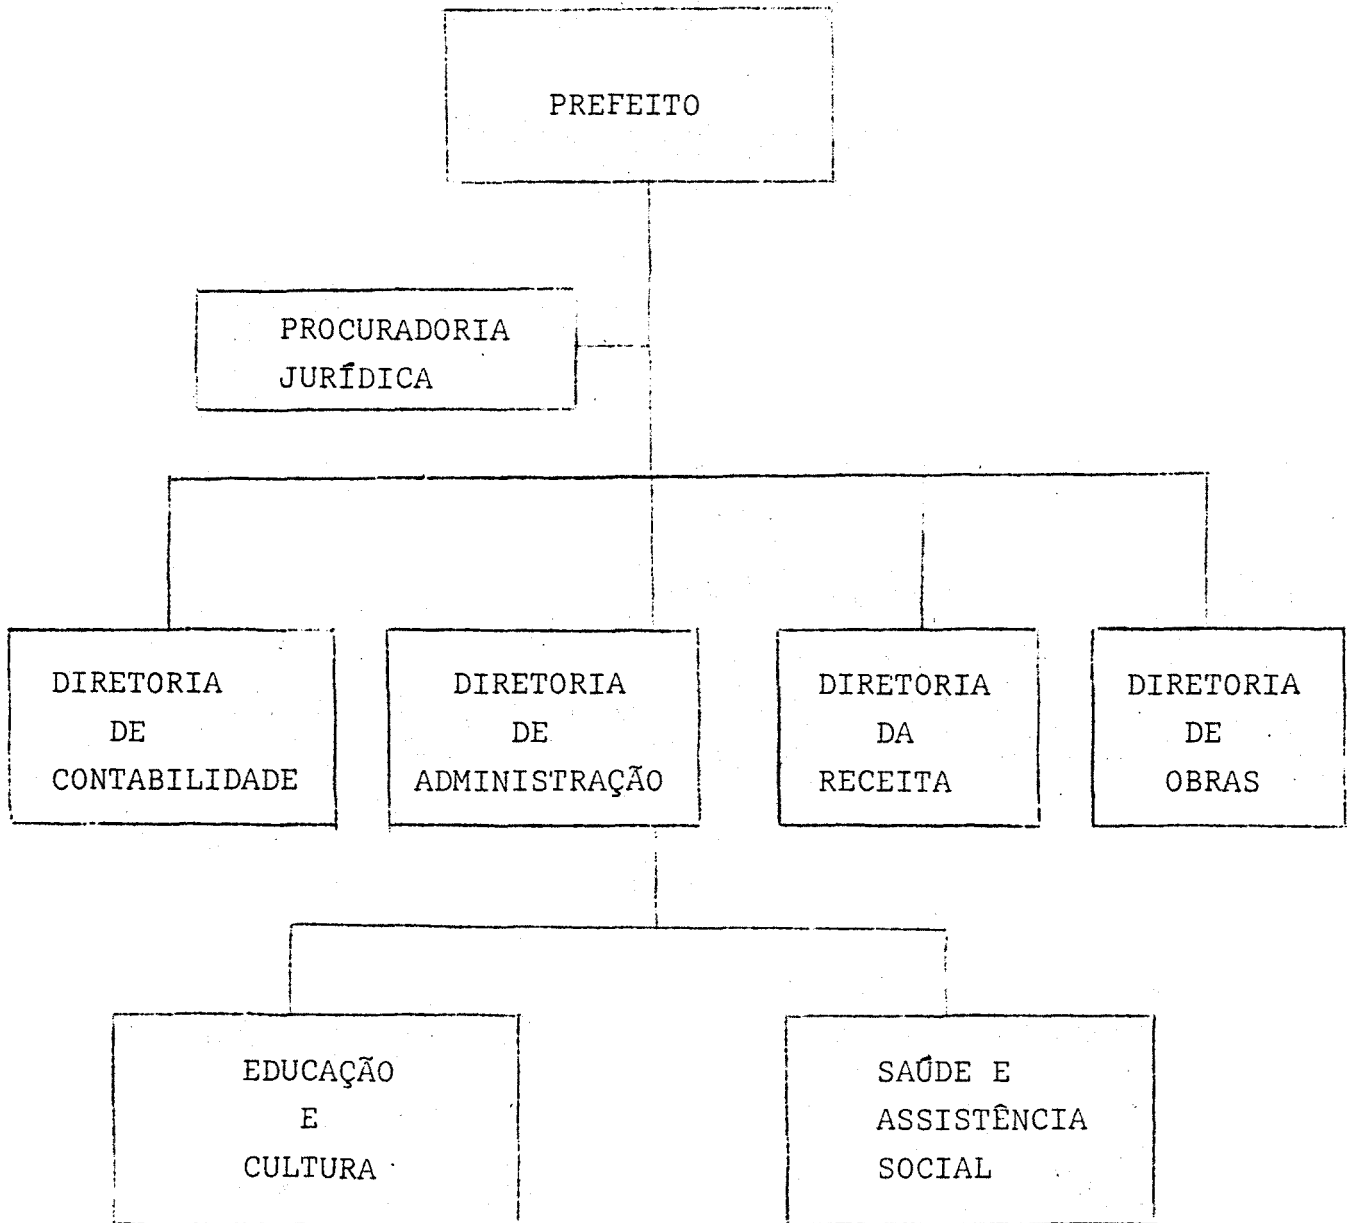 PREFEITO
PROCURADORIA
JURÍDICA
DIRETORIA
DE
CONTABILIDADE
DIRETORIA
DE
ADMINISTRAÇÃO
DIRETORIA
DA
RECEITA
DIRETORIA
DE
OBRAS
EDUCAÇÃO
E
CULTURA
SAÚDE E
ASSISTÊNCIA
SOCIAL